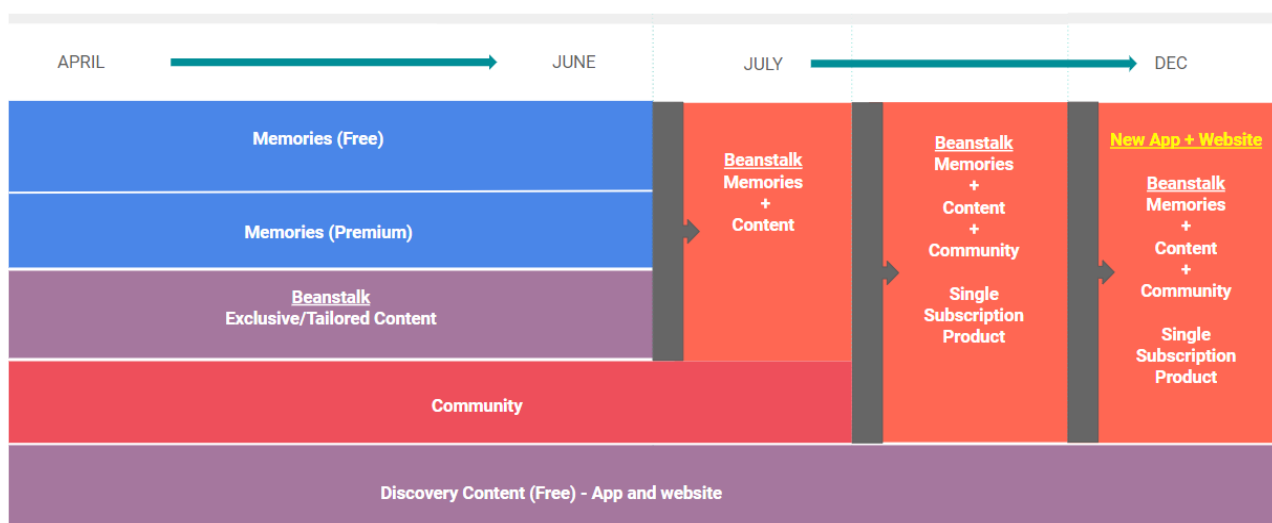 APRIL
JUNE
JULY
DEC
Memories (Free)
Memories (Premium)
Beanstalk
Exclusive/Tailored Content
Community
Discovery Content (Free) - App and website
Beanstalk
Memories
+
Content
Beanstalk
Memories
+
Content
+
Community
Single
Subscription
Product
New App + Website
Beanstalk
Memories
+
Content
+
Community
Single
Subscription
Product